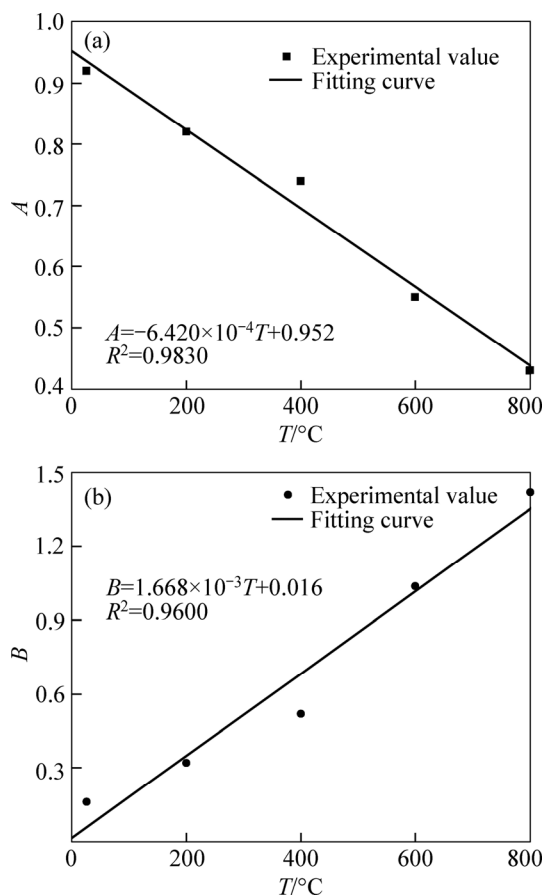 (a)
Experimental value
Fitting curve
1.0
0.9
0.8
0.7
0.6
0.5
0.4
A
A=−6.420×10⁻⁴T+0.952
R²=0.9830
0 200 400 600 800
T/°C
(b)
Experimental value
Fitting curve
1.5
1.2
0.9
0.6
0.3
B
B=1.668×10⁻³T+0.016
R²=0.9600
0 200 400 600 800
T/°C